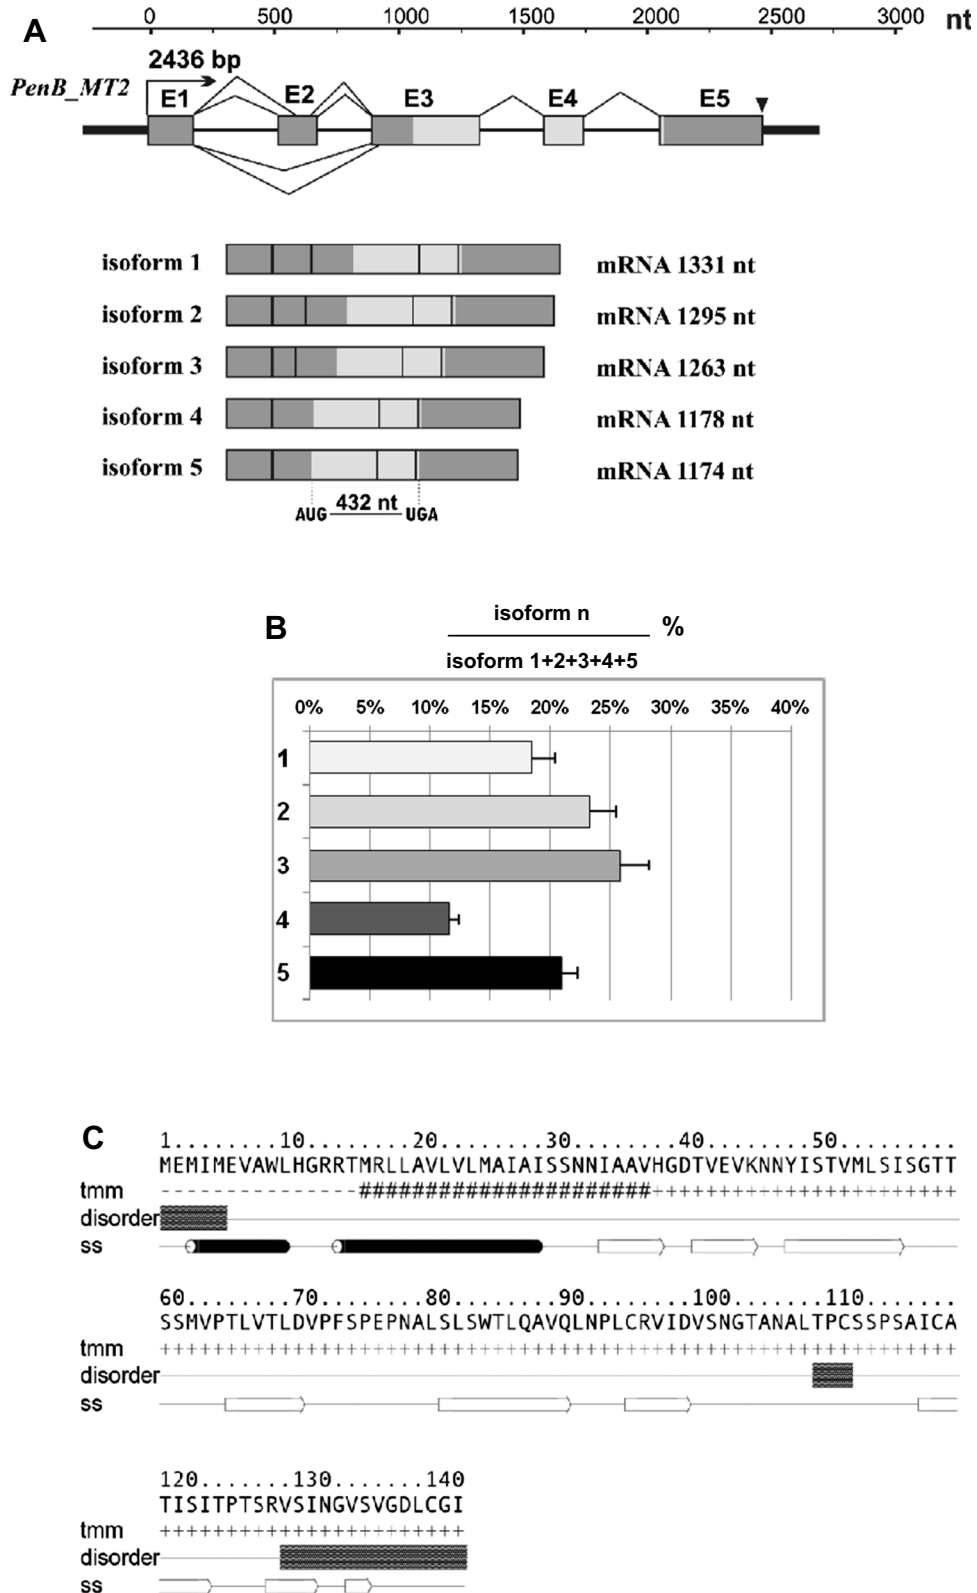 A
0 500 1000 1500 2000 2500 3000 nt
2436 bp
PenB_MT2
E1 E2 E3 E4 E5
isoform 1 mRNA 1331 nt
isoform 2 mRNA 1295 nt
isoform 3 mRNA 1263 nt
isoform 4 mRNA 1178 nt
isoform 5 mRNA 1174 nt
AUG 432 nt UGA
B
isoform n
%
isoform 1+2+3+4+5
0% 5% 10% 15% 20% 25% 30% 35% 40%
1
2
3
4
5
C
1........10........20........30........40........50.........
MEMIMEVAWLHGRRTMRLLAVLVLMAIAISSNNIAAVHGDTVEVKNNYISTVMLSISGTT
tmm ---------------######################+++++++++++++++++++++++
disorder
ss
60........70........80........90........100.......110........
SSMVPTLVTLDVPFSPEPNALSLSWTLQAVQLNPLCRVIDVSNGTANALTPCSSPSAICA
tmm ++++++++++++++++++++++++++++++++++++++++++++++++++++++++++++
disorder
ss
120.......130.......140
TISITPTSRVSINGVSVGDLCGI
tmm +++++++++++++++++++++++
disorder
ss